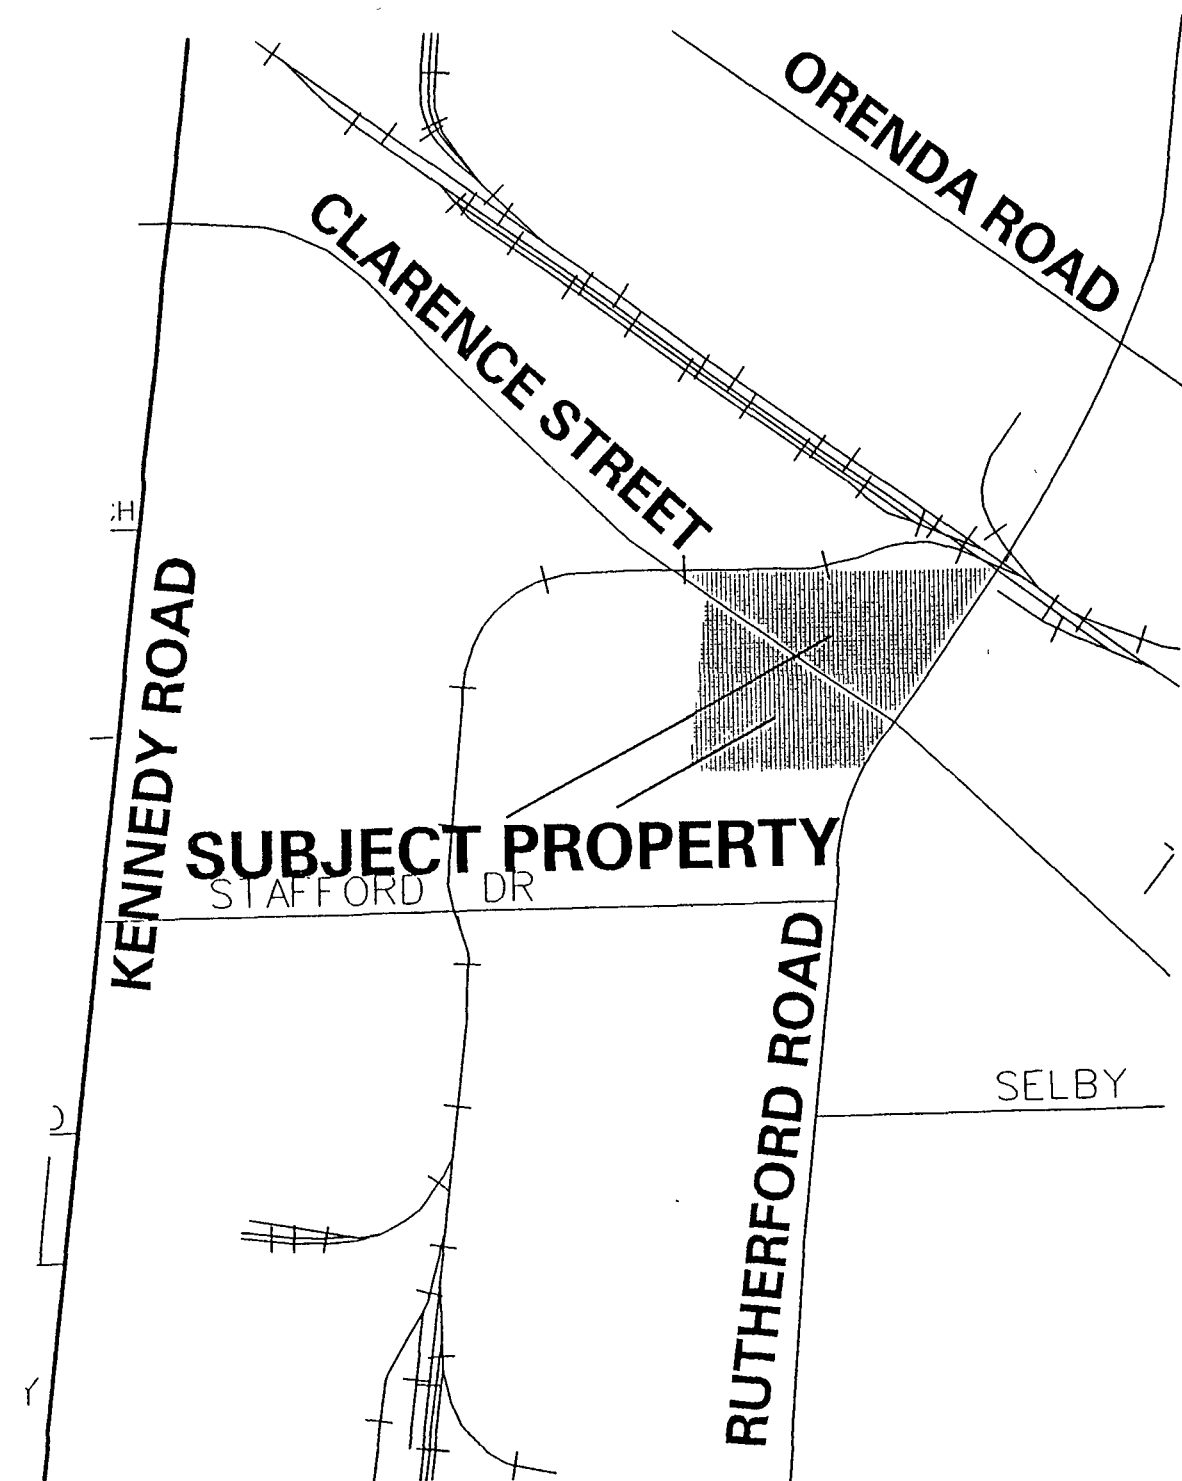 ORENDA ROAD
CLARENCE STREET
KENNEDY ROAD
SUBJECT PROPERTY
STAFFORD DR
RUTHERFORD ROAD
SELBY